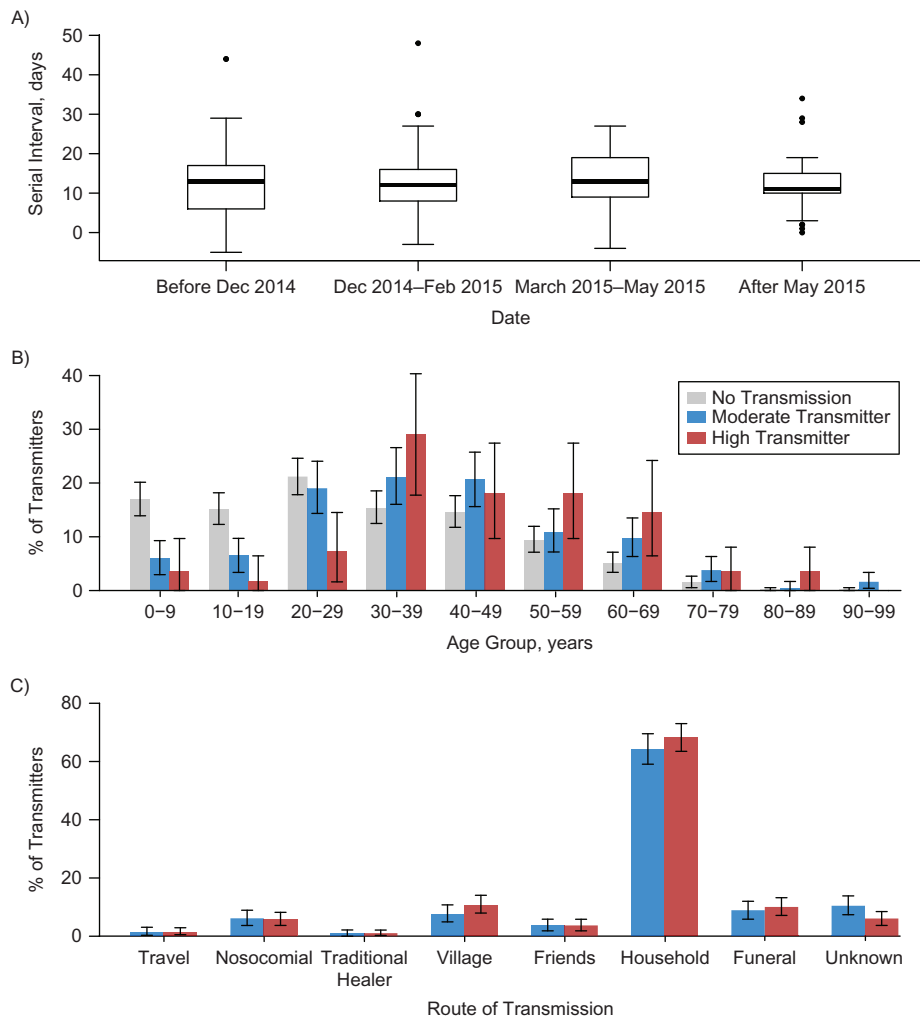 A)
Serial Interval, days
50
40
30
20
10
0
Before Dec 2014
Dec 2014–Feb 2015
March 2015–May 2015
After May 2015
Date
B)
% of Transmitters
40
30
20
10
0
No Transmission
Moderate Transmitter
High Transmitter
0−9
10−19
20−29
30−39
40−49
50−59
60−69
70−79
80−89
90−99
Age Group, years
C)
% of Transmitters
80
60
40
20
0
Travel
Nosocomial
Traditional
Healer
Village
Friends
Household
Funeral
Unknown
Route of Transmission